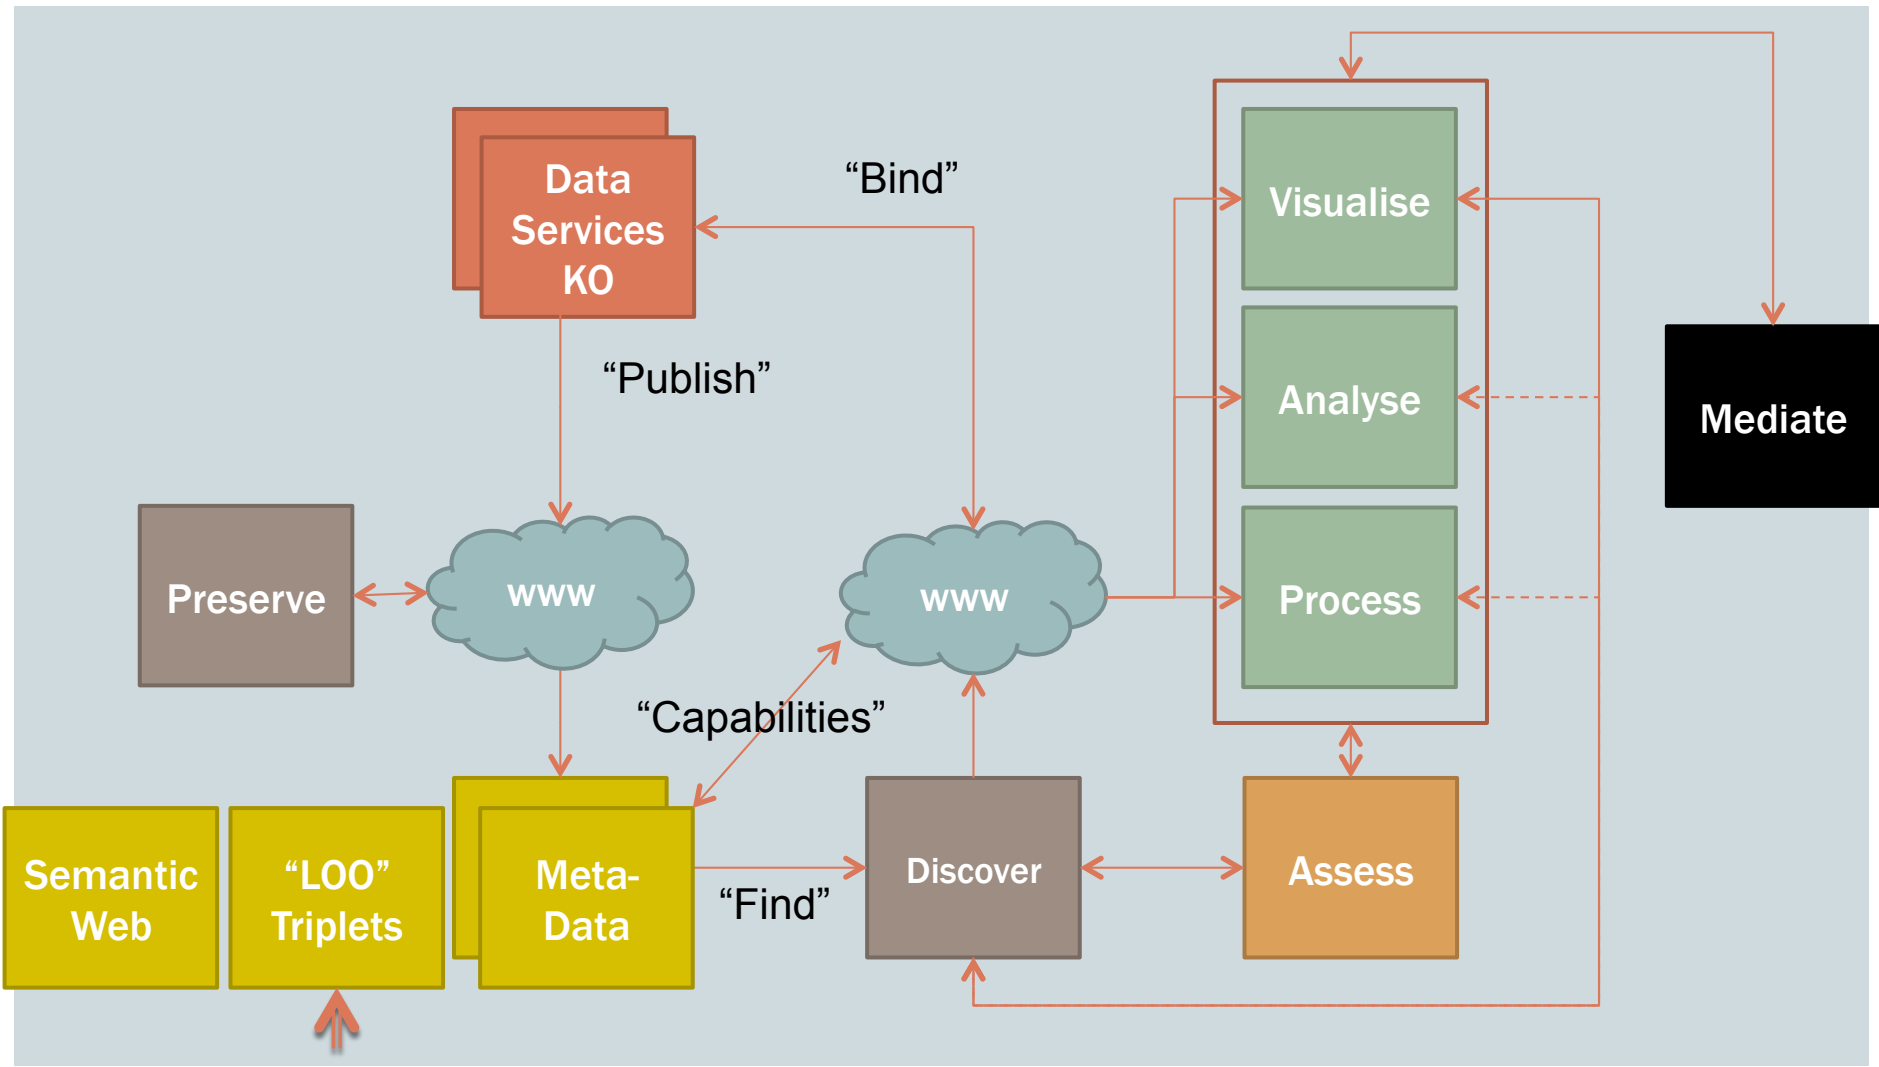 Data
Services
KO
“Bind”
Visualise
“Publish”
Analyse
Mediate
Preserve
www
www
Process
“Capabilities”
Semantic
Web
“LOO”
Triplets
Meta-
Data
“Find”
Discover
Assess